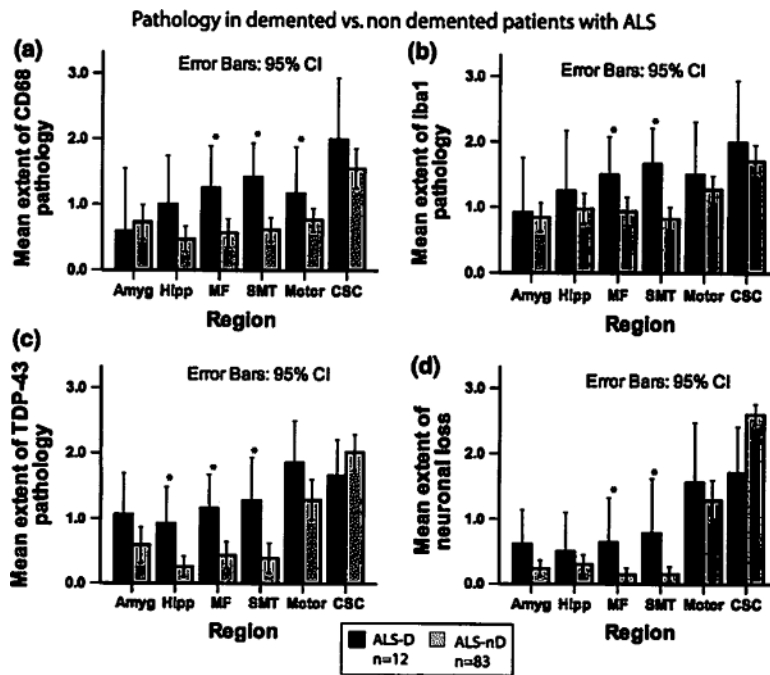 Pathology in demented vs. non demented patients with ALS
(a)
Error Bars: 95% CI
Mean extent of CD68
pathology
3.0
2.0
1.0
0.0
* * *
Amyg Hipp MF SMT Motor CSC
Region
(b)
Error Bars: 95% CI
Mean extent of Iba1
pathology
3.0
2.0
1.0
0.0
* *
Amyg Hipp MF SMT Motor CSC
Region
(c)
Error Bars: 95% CI
Mean extent of TDP-43
pathology
3.0
2.0
1.0
0.0
* * *
Amyg Hipp MF SMT Motor CSC
Region
(d)
Error Bars: 95% CI
Mean extent of
neuronal loss
3.0
2.0
1.0
0.0
* *
Amyg Hipp MF SMT Motor CSC
Region
ALS-D
n=12
ALS-nD
n=83